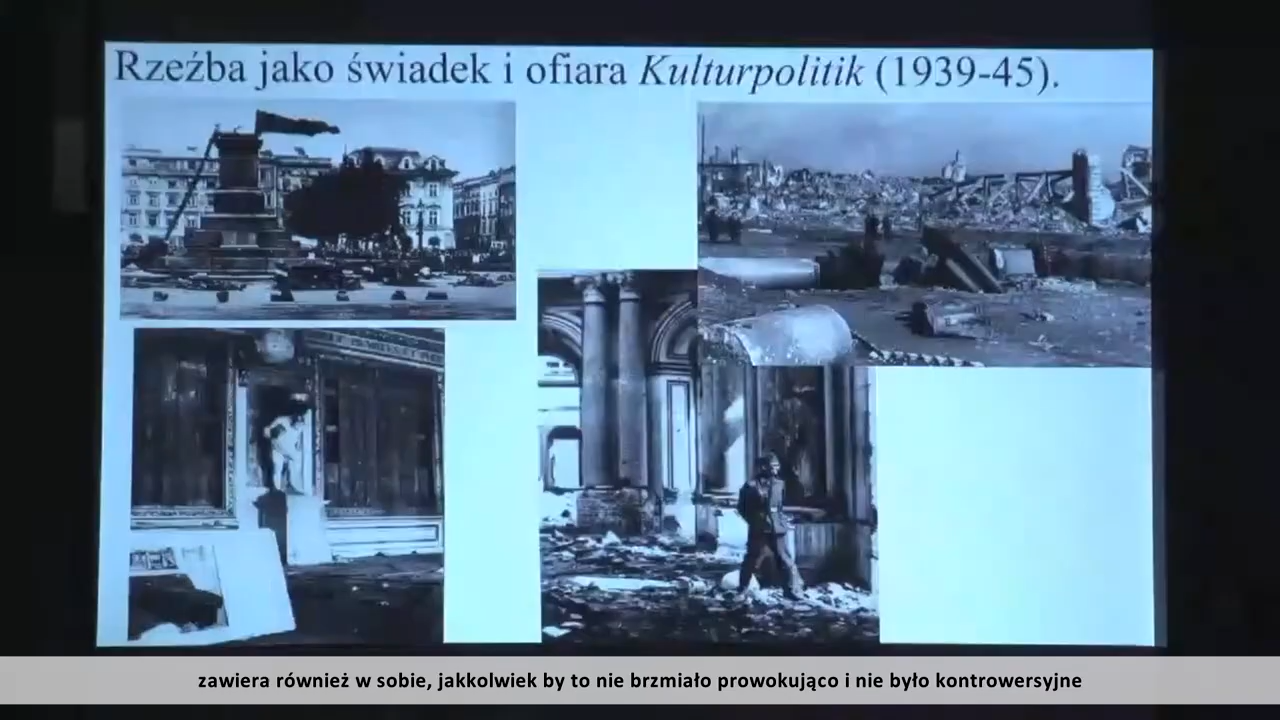 Rzeźba jako świadek i ofiara Kulturpolitik (1939-45).
zawiera również w sobie, jakkolwiek by to nie brzmiało prowokująco i nie było kontrowersyjne